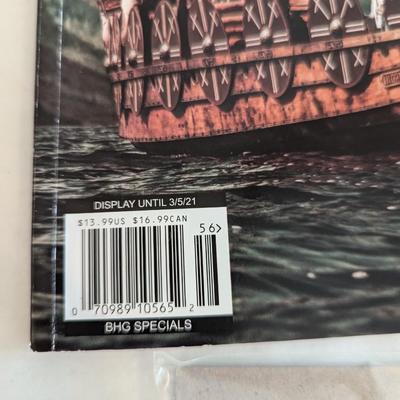 DISPLAY UNTIL 3/5/21
$13.99US $16.99CAN
56>
0 70989 10565 2
BHG SPECIALS